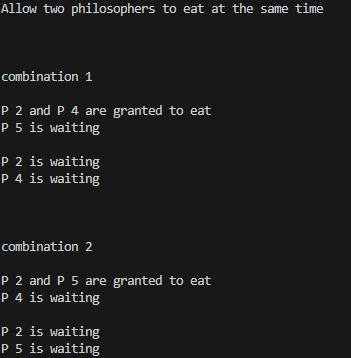 Allow two philosophers to eat at the same time
combination 1
P 2 and P 4 are granted to eat
P 5 is waiting
P 2 is waiting
P 4 is waiting
combination 2
P 2 and P 5 are granted to eat
P 4 is waiting
P 2 is waiting
P 5 is waiting